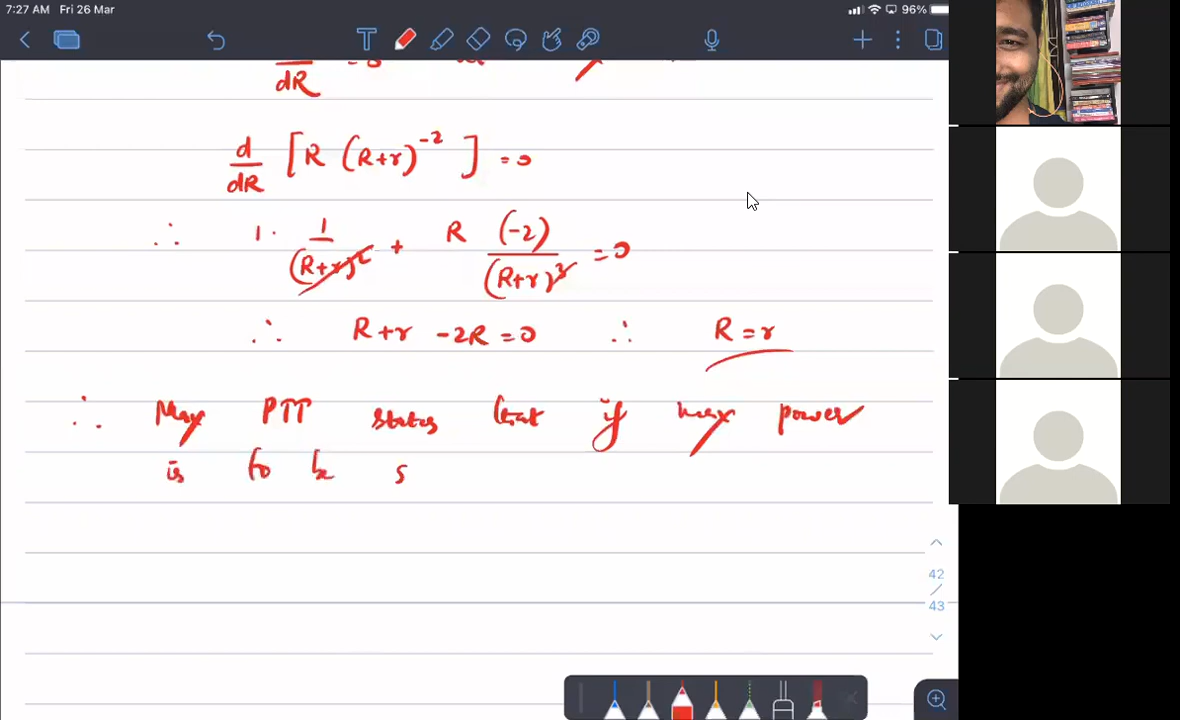 7:27 AM Fri 26 Mar 96%
dR
d/dR [R (R+r)^-2] = 0
∴ 1. 1/(R+r)^2 + R (-2)/(R+r)^3 = 0
∴ R+r -2R = 0 ∴ R = r
∴ Max PTT states that if max power
is to be s
42
/
43